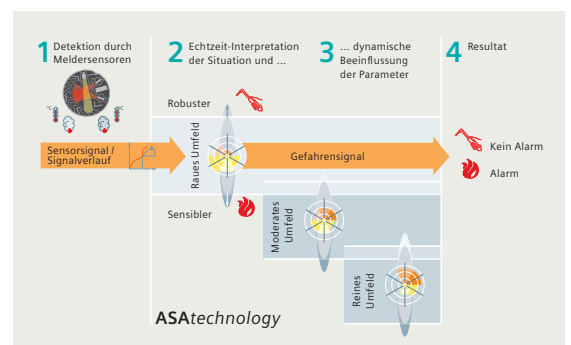 1 Detektion durch
Meldersensoren
2 Echtzeit-Interpretation
der Situation und ...
3 ... dynamische
Beeinflussung
der Parameter
4 Resultat
°C
°C
Robuster
Sensorsignal /
Signalverlauf
Raues Umfeld
Gefahrensignal
Kein Alarm
Alarm
Sensibler
Moderates
Umfeld
Reines
Umfeld
ASAtechnology